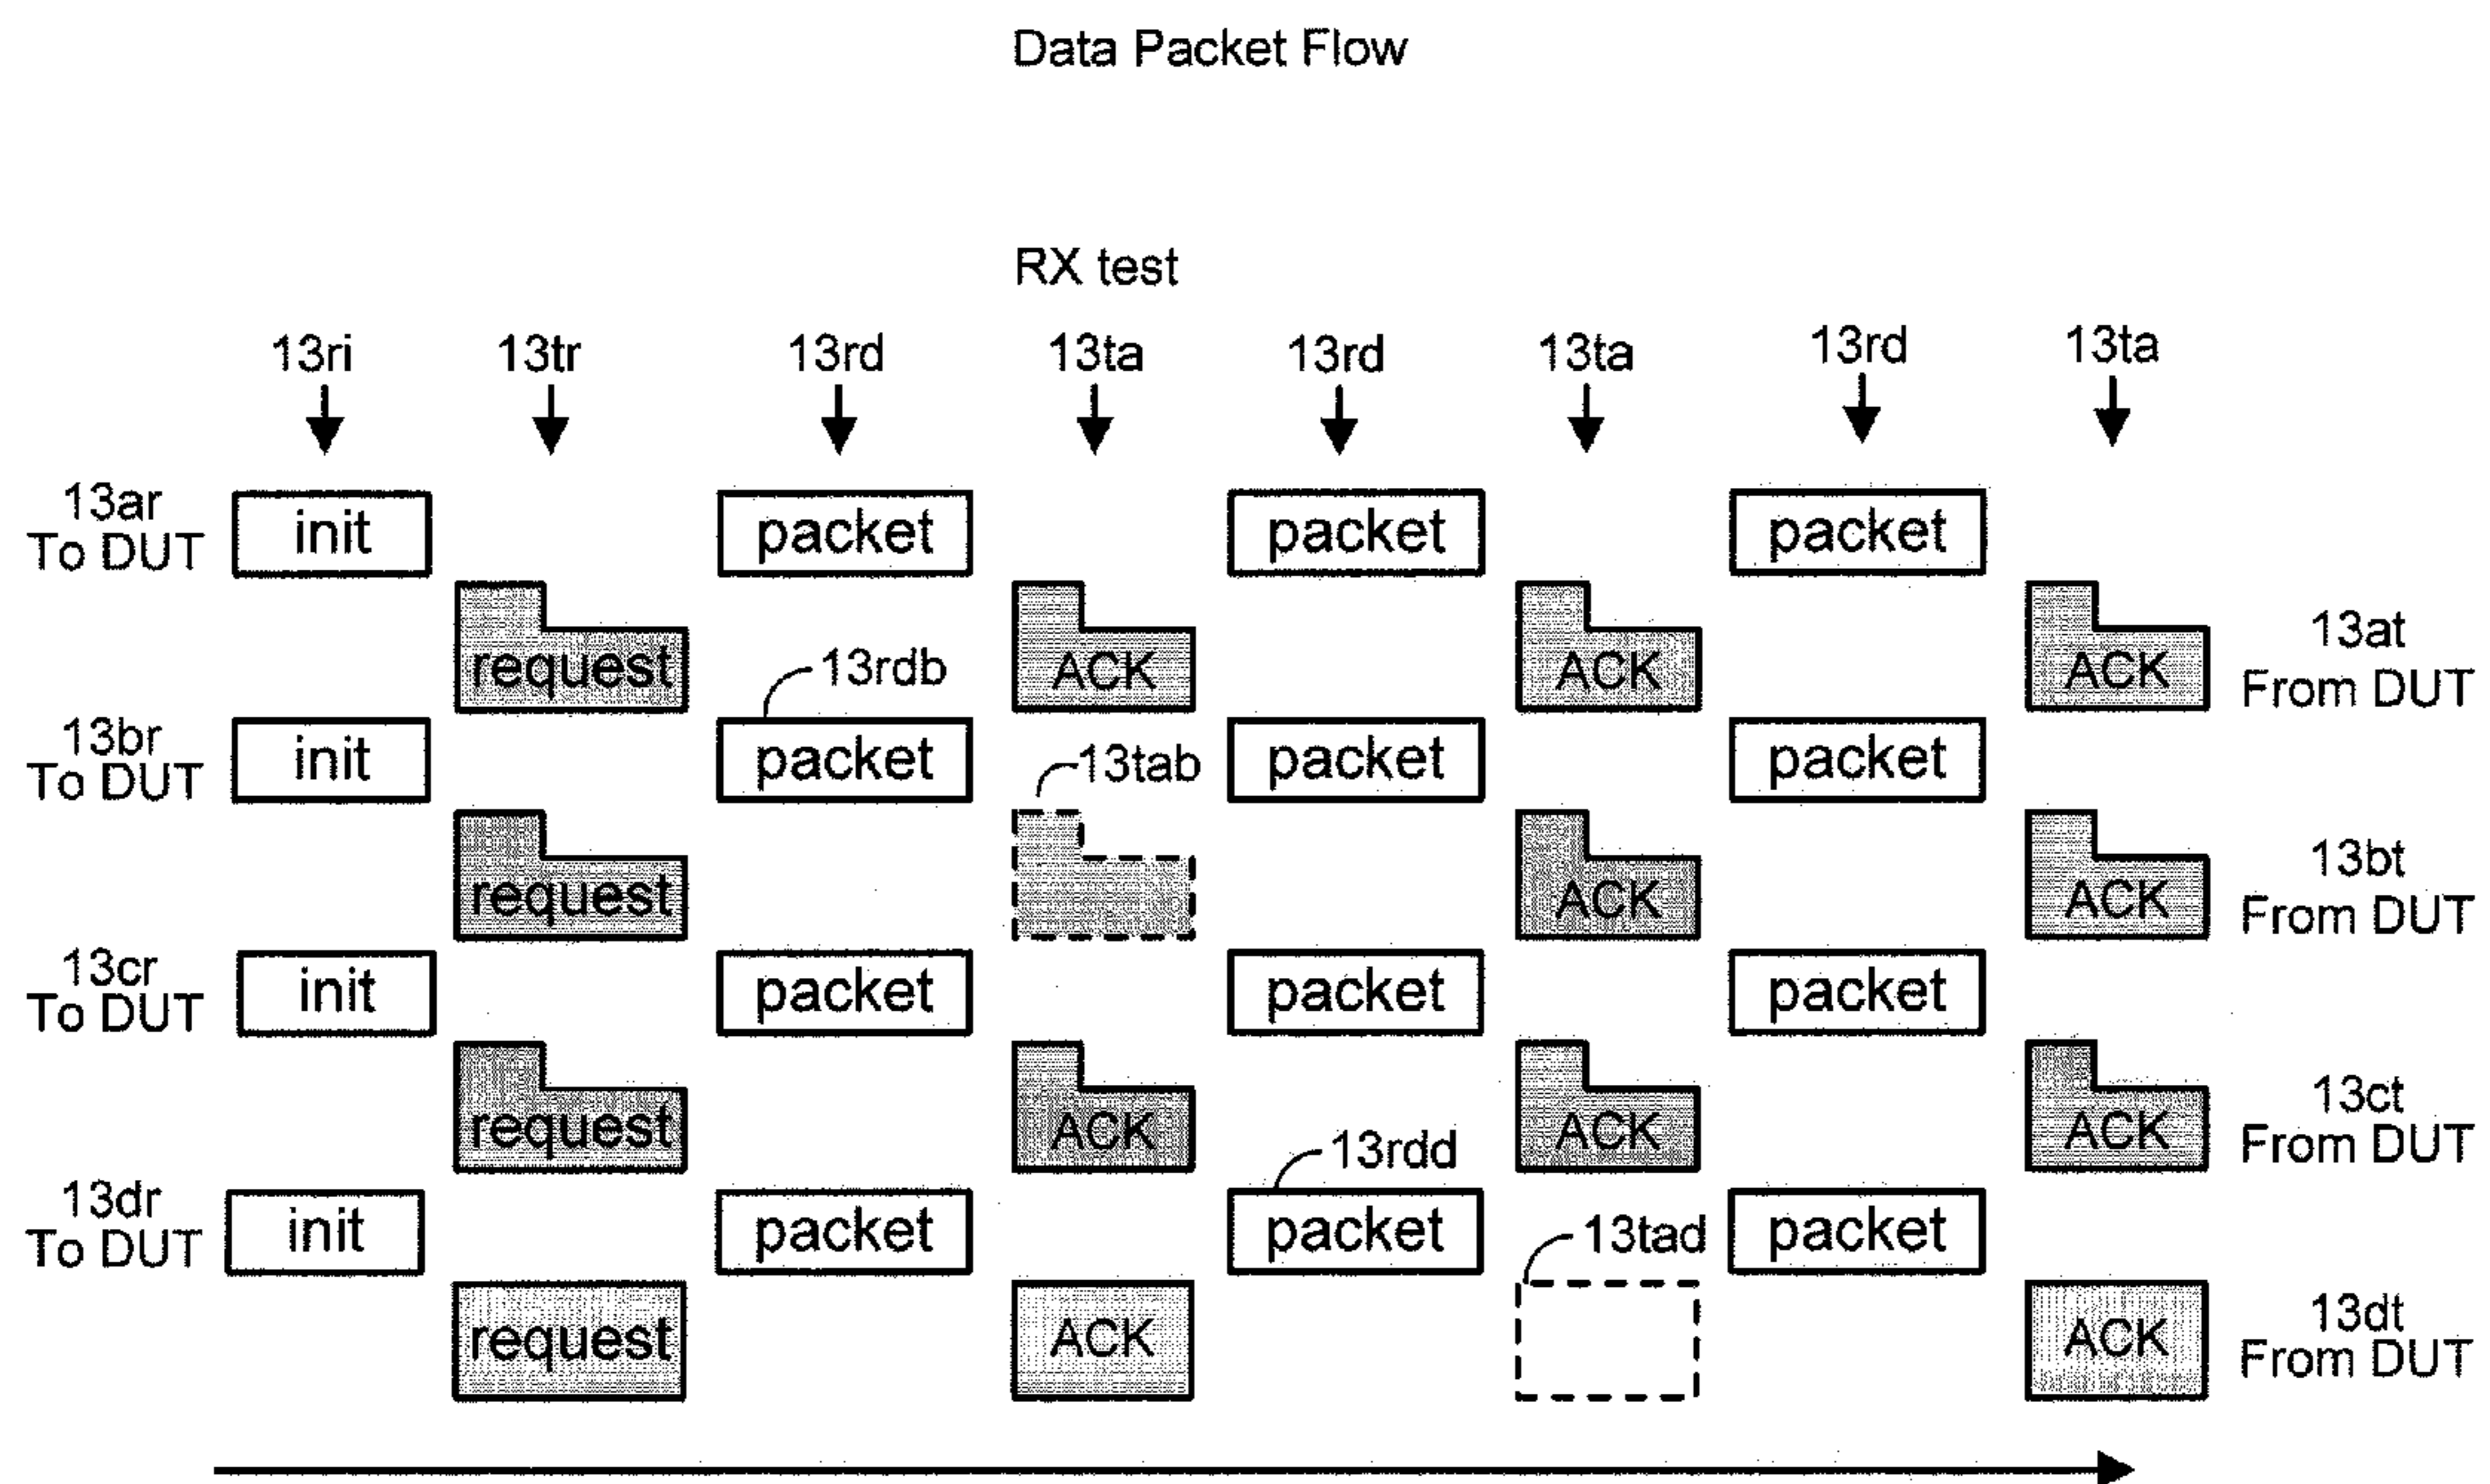 Data Packet Flow
RX test
13ri 13tr 13rd 13ta 13rd 13ta 13rd 13ta
13ar
To DUT
init packet packet packet
request ACK ACK ACK
13at
From DUT
13rdb
13br
To DUT
init packet packet packet
13tab
request ACK ACK
13bt
From DUT
13cr
To DUT
init packet packet packet
request ACK ACK ACK
13ct
From DUT
13rdd
13dr
To DUT
init packet packet packet
13tad
request ACK ACK
13dt
From DUT